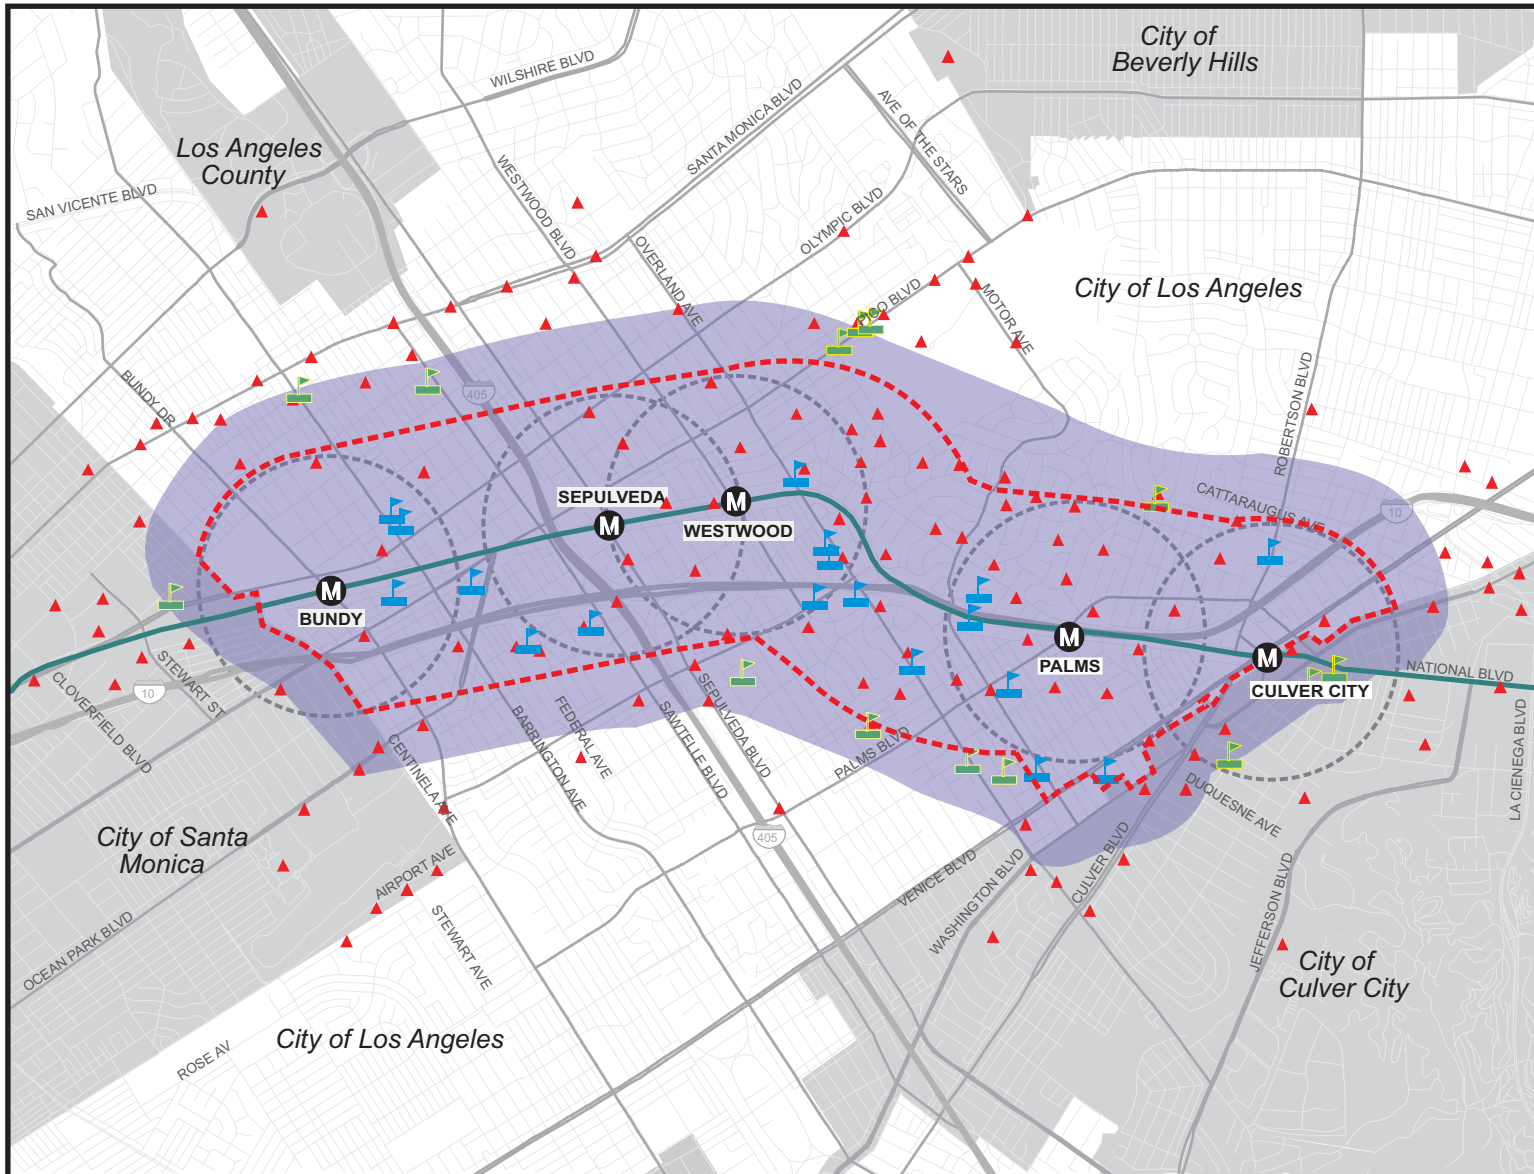 City of
Beverly Hills
WILSHIRE BLVD
SANTA MONICA BLVD
AVE OF THE STARS
Los Angeles
County
WESTWOOD BLVD
SAN VICENTE BLVD
OLYMPIC BLVD
OVERLAND AVE
City of Los Angeles
PICO BLVD
MOTOR AVE
ROBERTSON BLVD
BUNDY DR
405
CATTARAUGUS AVE
10
SEPULVEDA
M
M
WESTWOOD
M
BUNDY
M
PALMS
M
CULVER CITY
NATIONAL BLVD
STEWART ST
10
CLOVERFIELD BLVD
CENTINELA AVE
BARRINGTON AVE
FEDERAL AVE
SAWTELLE BLVD
SEPULVEDA BLVD
PALMS BLVD
DUQUESNE AVE
LA CIENEGA BLVD
405
City of Santa
Monica
AIRPORT AVE
VENICE BLVD
WASHINGTON BLVD
CULVER BLVD
JEFFERSON BLVD
OCEAN PARK BLVD
STEWART AVE
City of
Culver City
City of Los Angeles
ROSE AV